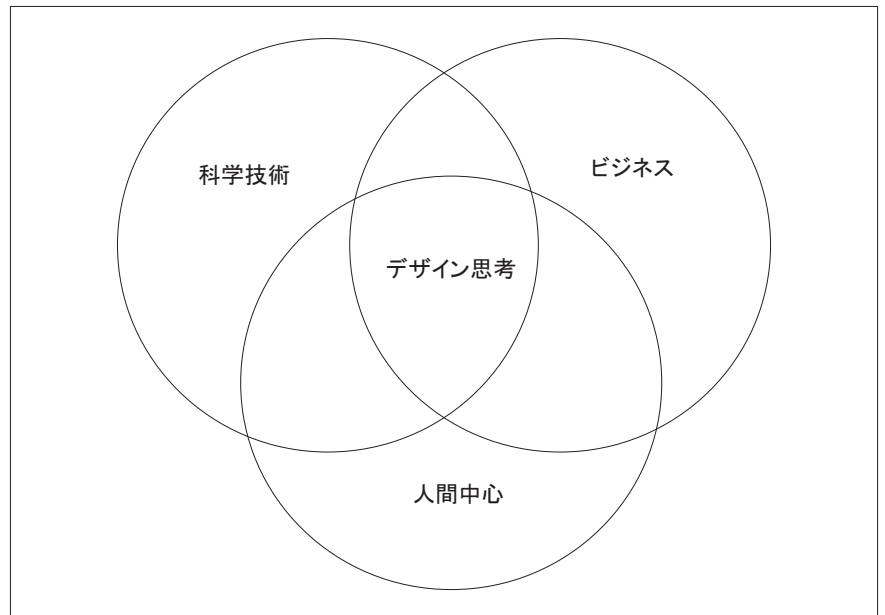 科学技術
ビジネス
デザイン思考
人間中心